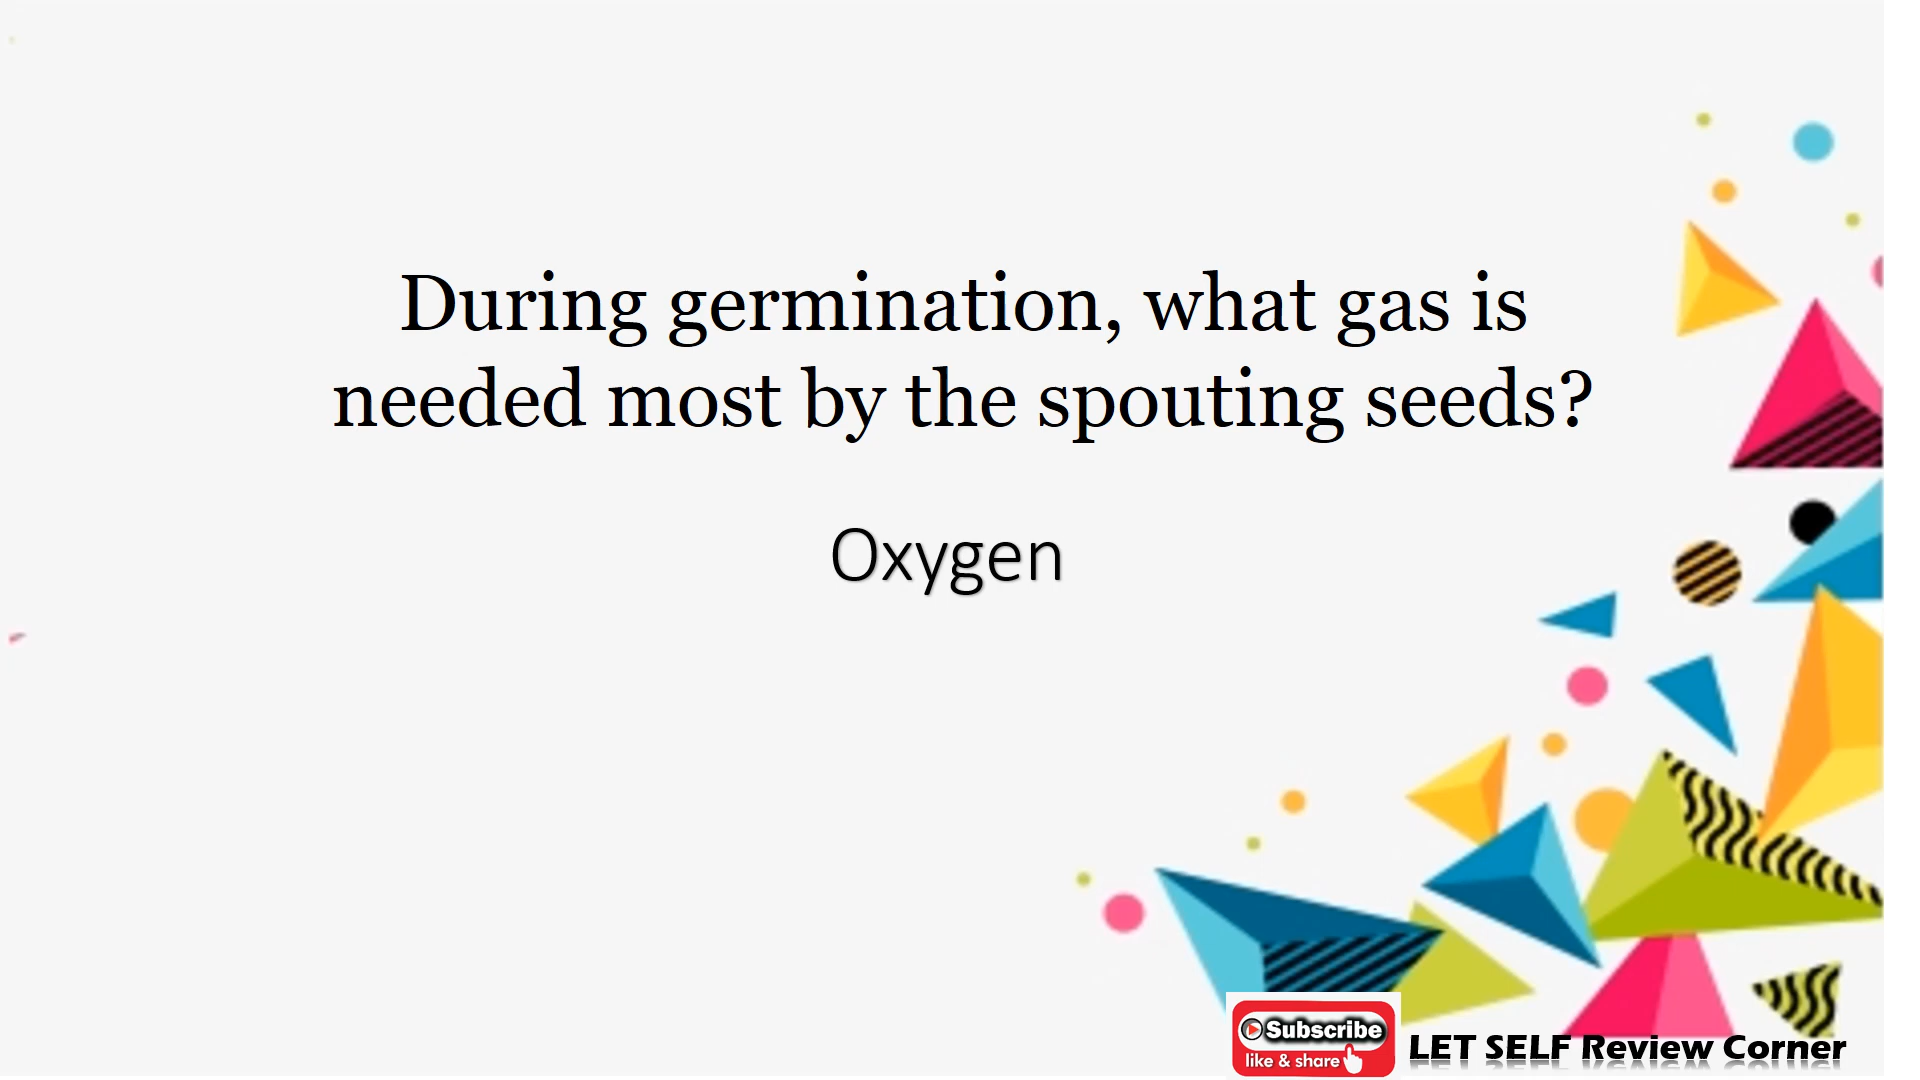 During germination, what gas is
needed most by the spouting seeds?
Oxygen
Subscribe
like & share
LET SELF Review Corner